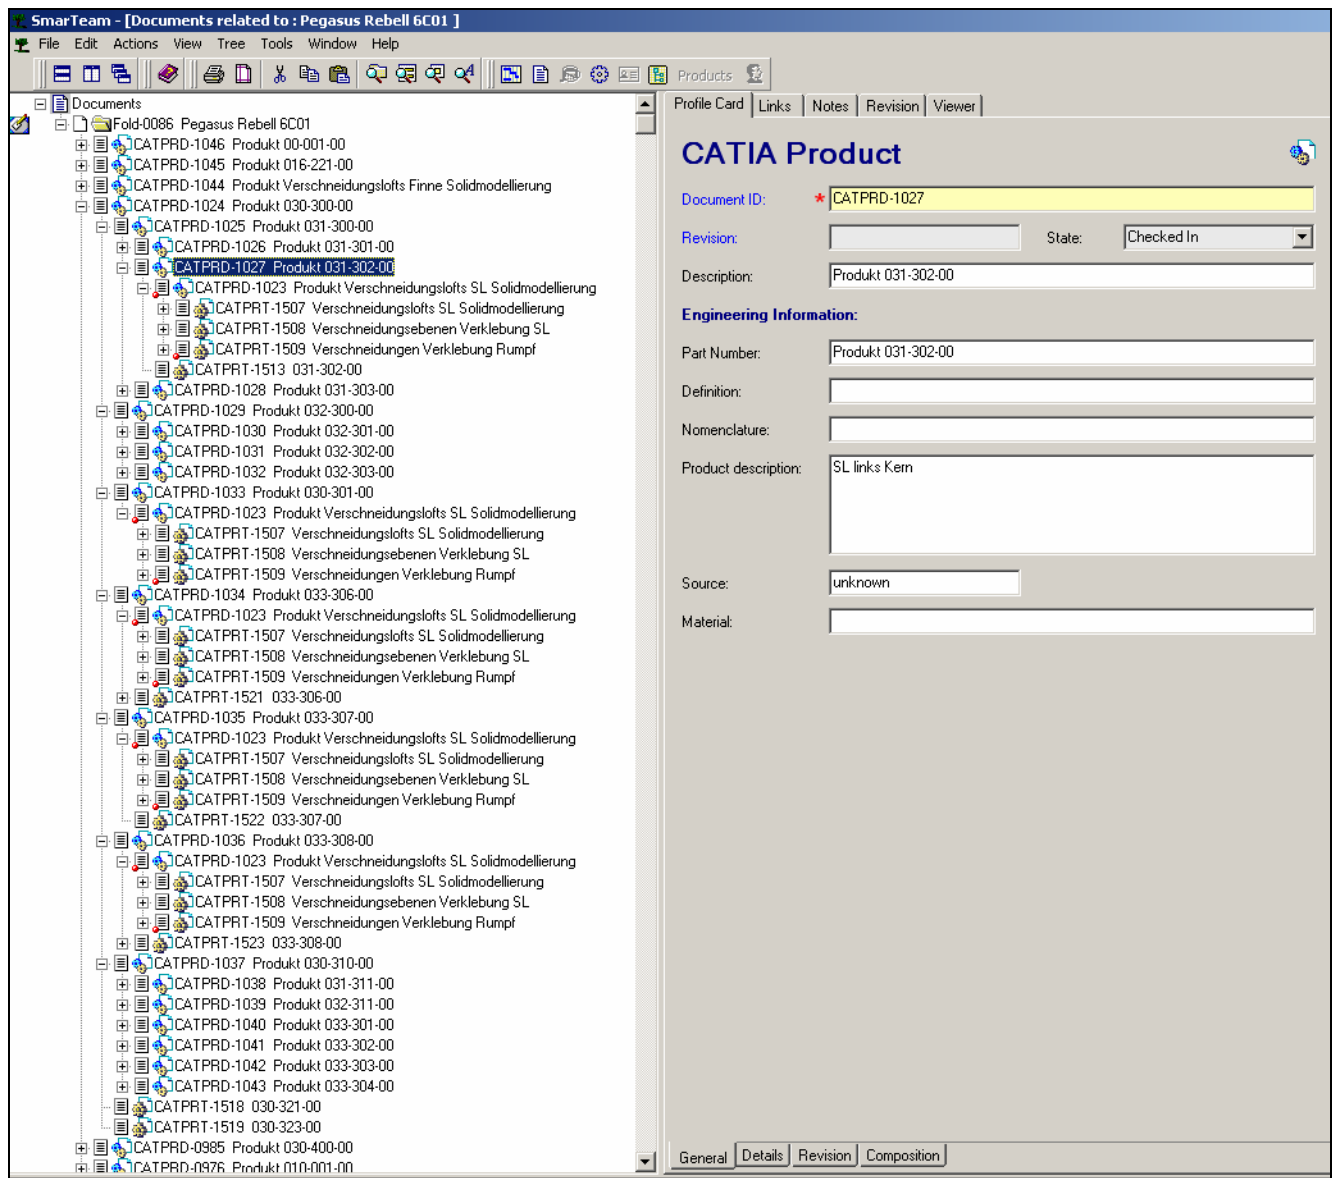 SmarTeam - [Documents related to : Pegasus Rebell 6C01 ]
File Edit Actions View Tree Tools Window Help
Products
Documents
Fold-0086 Pegasus Rebell 6C01
CATPRD-1046 Produkt 00-001-00
CATPRD-1045 Produkt 016-221-00
CATPRD-1044 Produkt Verschneidungslofts Finne Solidmodellierung
CATPRD-1024 Produkt 030-300-00
CATPRD-1025 Produkt 031-300-00
CATPRD-1026 Produkt 031-301-00
CATPRD-1027 Produkt 031-302-00
CATPRD-1023 Produkt Verschneidungslofts SL Solidmodellierung
CATPRT-1507 Verschneidungslofts SL Solidmodellierung
CATPRT-1508 Verschneidungsebenen Verklebung SL
CATPRT-1509 Verschneidungen Verklebung Rumpf
CATPRT-1513 031-302-00
CATPRD-1028 Produkt 031-303-00
CATPRD-1029 Produkt 032-300-00
CATPRD-1030 Produkt 032-301-00
CATPRD-1031 Produkt 032-302-00
CATPRD-1032 Produkt 032-303-00
CATPRD-1033 Produkt 030-301-00
CATPRD-1023 Produkt Verschneidungslofts SL Solidmodellierung
CATPRT-1507 Verschneidungslofts SL Solidmodellierung
CATPRT-1508 Verschneidungsebenen Verklebung SL
CATPRT-1509 Verschneidungen Verklebung Rumpf
CATPRD-1034 Produkt 033-306-00
CATPRD-1023 Produkt Verschneidungslofts SL Solidmodellierung
CATPRT-1507 Verschneidungslofts SL Solidmodellierung
CATPRT-1508 Verschneidungsebenen Verklebung SL
CATPRT-1509 Verschneidungen Verklebung Rumpf
CATPRT-1521 033-306-00
CATPRD-1035 Produkt 033-307-00
CATPRD-1023 Produkt Verschneidungslofts SL Solidmodellierung
CATPRT-1507 Verschneidungslofts SL Solidmodellierung
CATPRT-1508 Verschneidungsebenen Verklebung SL
CATPRT-1509 Verschneidungen Verklebung Rumpf
CATPRT-1522 033-307-00
CATPRD-1036 Produkt 033-308-00
CATPRD-1023 Produkt Verschneidungslofts SL Solidmodellierung
CATPRT-1507 Verschneidungslofts SL Solidmodellierung
CATPRT-1508 Verschneidungsebenen Verklebung SL
CATPRT-1509 Verschneidungen Verklebung Rumpf
CATPRT-1523 033-308-00
CATPRD-1037 Produkt 030-310-00
CATPRD-1038 Produkt 031-311-00
CATPRD-1039 Produkt 032-311-00
CATPRD-1040 Produkt 033-301-00
CATPRD-1041 Produkt 033-302-00
CATPRD-1042 Produkt 033-303-00
CATPRD-1043 Produkt 033-304-00
CATPRT-1518 030-321-00
CATPRT-1519 030-323-00
CATPRD-0985 Produkt 030-400-00
CATPRD-0976 Produkt 010-001-00
Profile Card Links Notes Revision Viewer
CATIA Product
Document ID: * CATPRD-1027
Revision: State: Checked In
Description: Produkt 031-302-00
Engineering Information:
Part Number: Produkt 031-302-00
Definition:
Nomenclature:
Product description: SL links Kern
Source: unknown
Material:
General Details Revision Composition